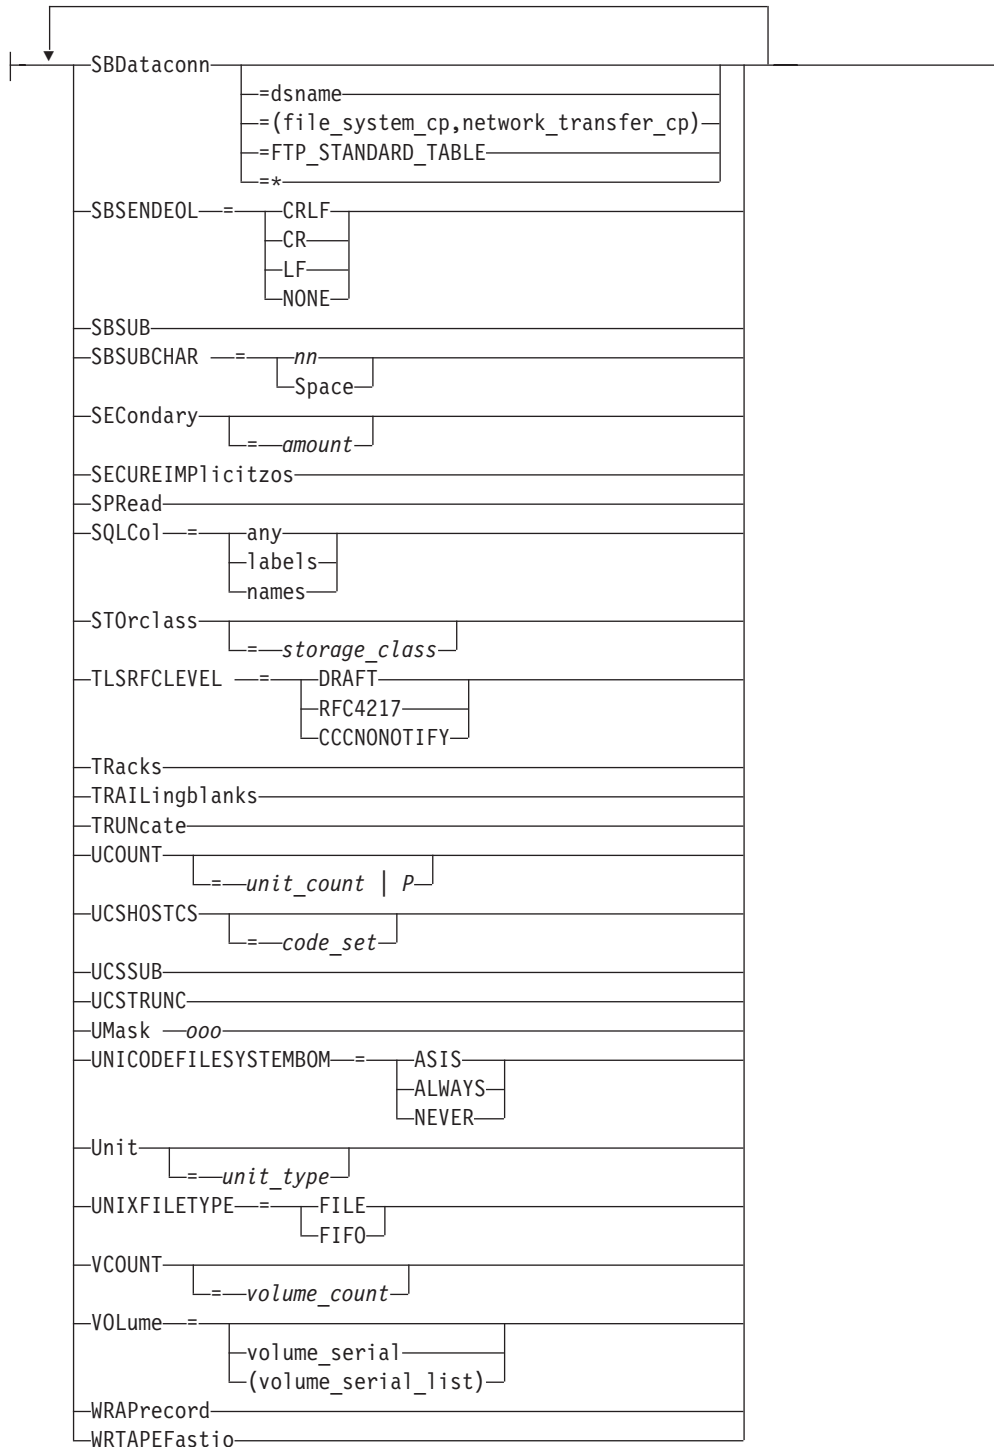 SBDataconn
=dsname
=(file_system_cp,network_transfer_cp)
=FTP_STANDARD_TABLE
=*
SBSENDEOL = CRLF
CR
LF
NONE
SBSUB
SBSUBCHAR = nn
Space
SECondary
= amount
SECUREIMPlicitzos
SPRead
SQLCol = any
labels
names
STOrclass
= storage_class
TLSRFCLEVEL = DRAFT
RFC4217
CCCNONOTIFY
TRacks
TRAILingblanks
TRUNcate
UCOUNT
= unit_count | P
UCSHOSTCS
= code_set
UCSSUB
UCSTRUNC
UMask ooo
UNICODEFILESYSTEMBOM = ASIS
ALWAYS
NEVER
Unit
= unit_type
UNIXFILETYPE = FILE
FIFO
VCOUNT
= volume_count
VOLume =
volume_serial
(volume_serial_list)
WRAPrecord
WRTAPEFastio